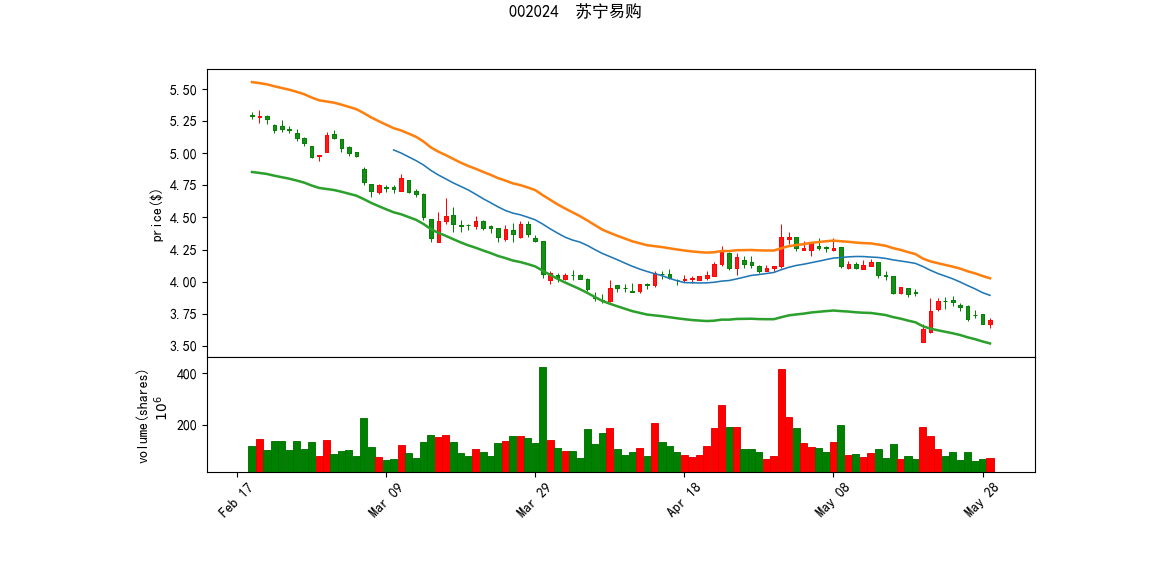 002024 苏宁易购
price($)
5.50
5.25
5.00
4.75
4.50
4.25
4.00
3.75
3.50
volume(shares)
10^6
400
200
Feb 17
Mar 09
Mar 29
Apr 18
May 08
May 28